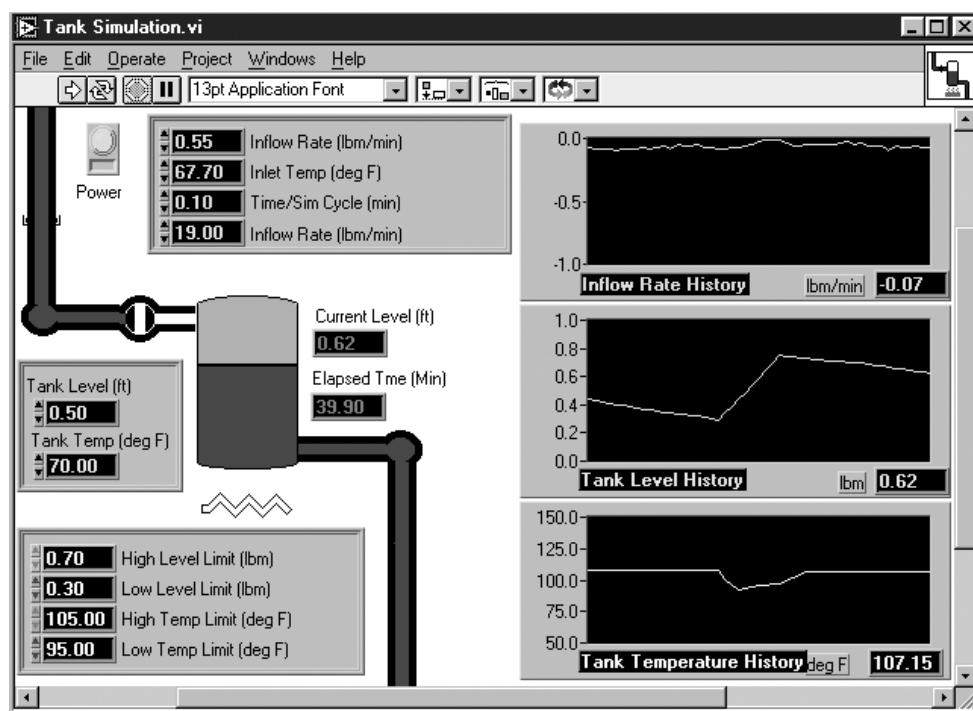 Tank Simulation.vi
File Edit Operate Project Windows Help
13pt Application Font
Power
0.55 Inflow Rate (lbm/min)
67.70 Inlet Temp (deg F)
0.10 Time/Sim Cycle (min)
19.00 Inflow Rate (lbm/min)
Current Level (ft)
0.62
Elapsed Tme (Min)
39.90
Tank Level (ft)
0.50
Tank Temp (deg F)
70.00
0.70 High Level Limit (lbm)
0.30 Low Level Limit (lbm)
105.00 High Temp Limit (deg F)
95.00 Low Temp Limit (deg F)
0.0
-0.5
-1.0
Inflow Rate History lbm/min -0.07
1.0
0.8
0.6
0.4
0.2
0.0
Tank Level History lbm 0.62
150.0
125.0
100.0
75.0
50.0
Tank Temperature History deg F 107.15